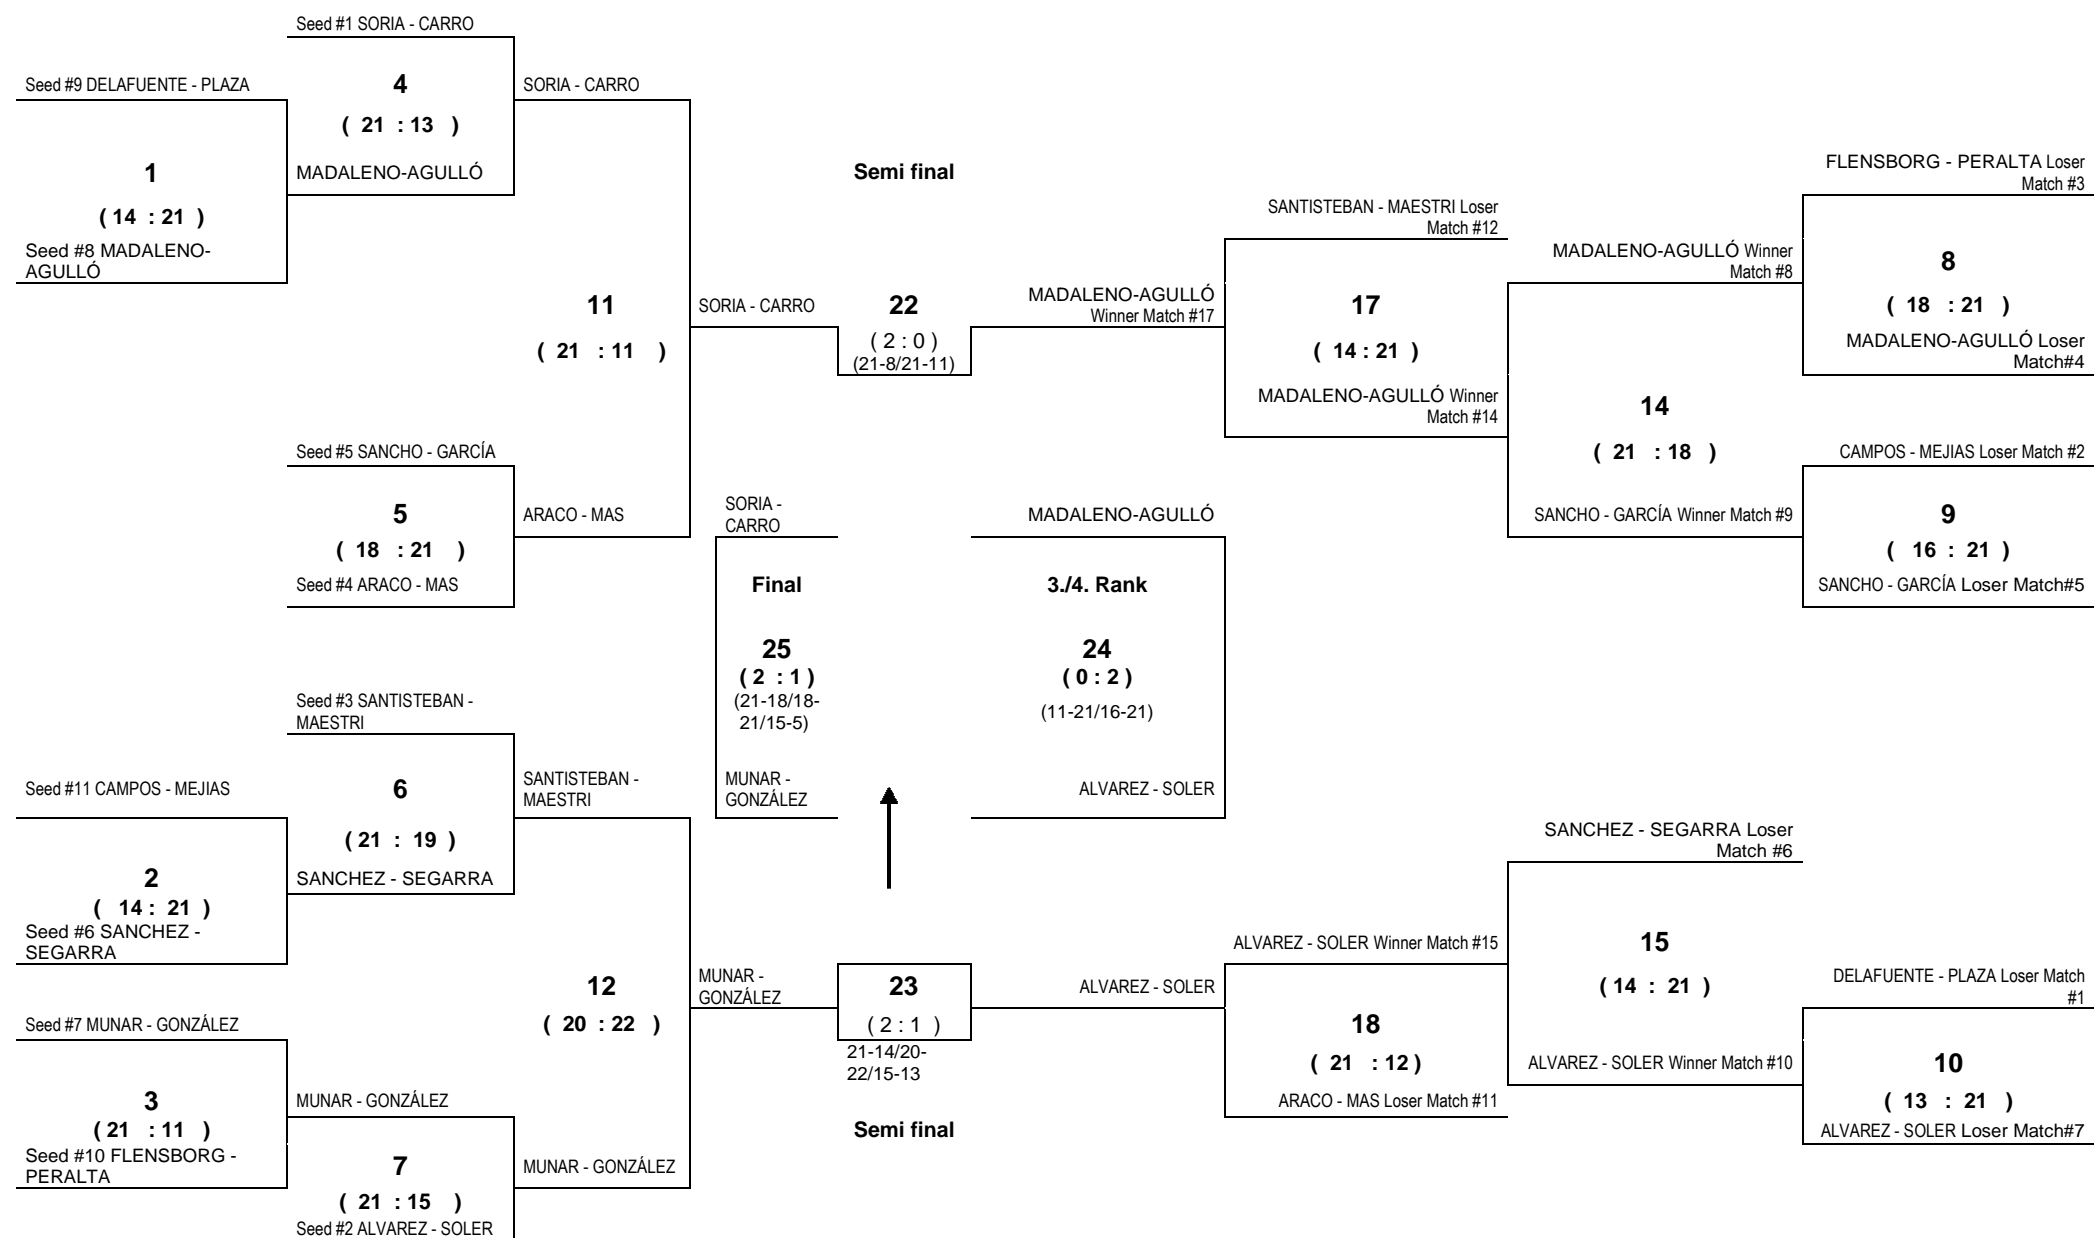 Seed #1 SORIA - CARRO
Seed #9 DELAFUENTE - PLAZA
4
SORIA - CARRO
( 21 : 13 )
1
MADALENO-AGULLÓ
( 14 : 21 )
Seed #8 MADALENO-
AGULLÓ
11
( 21 : 11 )
Seed #5 SANCHO - GARCÍA
5
ARACO - MAS
( 18 : 21 )
Seed #4 ARACO - MAS
Seed #3 SANTISTEBAN -
MAESTRI
Seed #11 CAMPOS - MEJIAS
6
SANTISTEBAN -
MAESTRI
( 21 : 19 )
2
SANCHEZ - SEGARRA
( 14 : 21 )
Seed #6 SANCHEZ -
SEGARRA
12
( 20 : 22 )
Seed #7 MUNAR - GONZÁLEZ
3
MUNAR - GONZÁLEZ
( 21 : 11 )
Seed #10 FLENSBORG -
PERALTA
7
MUNAR - GONZÁLEZ
( 21 : 15 )
Seed #2 ALVAREZ - SOLER
Semi final
SORIA - CARRO
22
( 2 : 0 )
(21-8/21-11)
MADALENO-AGULLÓ
Winner Match #17
SORIA -
CARRO
Final
25
( 2 : 1 )
(21-18/18-
21/15-5)
MUNAR -
GONZÁLEZ
MADALENO-AGULLÓ
3./4. Rank
24
( 0 : 2 )
(11-21/16-21)
ALVAREZ - SOLER
MUNAR -
GONZÁLEZ
23
( 2 : 1 )
21-14/20-
22/15-13
ALVAREZ - SOLER
Semi final
SANTISTEBAN - MAESTRI Loser
Match #12
17
( 14 : 21 )
MADALENO-AGULLÓ Winner
Match #14
MADALENO-AGULLÓ Winner
Match #8
14
( 21 : 18 )
SANCHO - GARCÍA Winner Match #9
FLENSBORG - PERALTA Loser
Match #3
8
( 18 : 21 )
MADALENO-AGULLÓ Loser
Match#4
CAMPOS - MEJIAS Loser Match #2
9
( 16 : 21 )
SANCHO - GARCÍA Loser Match#5
SANCHEZ - SEGARRA Loser
Match #6
ALVAREZ - SOLER Winner Match #15
15
( 14 : 21 )
18
( 21 : 12 )
ARACO - MAS Loser Match #11
ALVAREZ - SOLER Winner Match #10
DELAFUENTE - PLAZA Loser Match
#1
10
( 13 : 21 )
ALVAREZ - SOLER Loser Match#7